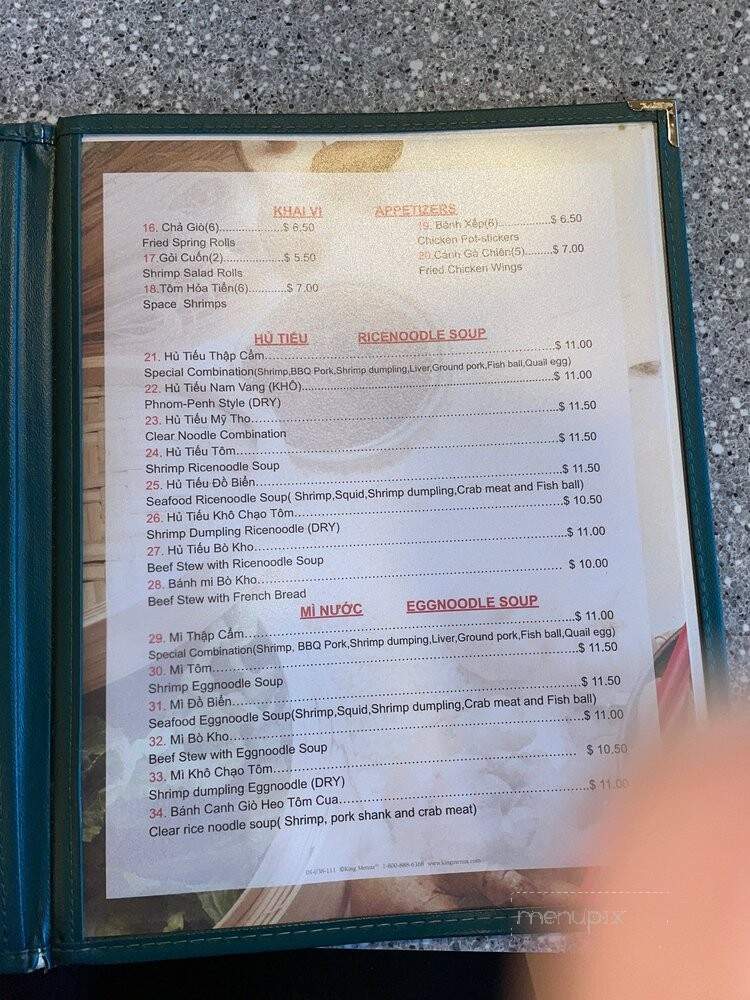 KHAI VI APPETIZERS
16. Chả Giò(6)....................$ 6.50
Fried Spring Rolls
17.Gỏi Cuốn(2)....................$ 5.50
Shrimp Salad Rolls
18.Tôm Hỏa Tiễn(6)............$ 7.00
Space Shrimps
19. Bánh Xếp(6)................$ 6.50
Chicken Pot-stickers
20.Cánh Gà Chiên(5).........$ 7.00
Fried Chicken Wings
HỦ TIẾU RICENOODLE SOUP
21. Hủ Tiếu Thập Cẩm....................$ 11.00
Special Combination(Shrimp,BBQ Pork,Shrimp dumpling,Liver,Ground pork,Fish ball,Quail egg)
22. Hủ Tiếu Nam Vang (KHÔ)....................$ 11.00
Phnom-Penh Style (DRY)
23. Hủ Tiếu Mỹ Tho....................$ 11.50
Clear Noodle Combination
24. Hủ Tiếu Tôm....................$ 11.50
Shrimp Ricenoodle Soup
25. Hủ Tiếu Đồ Biển....................$ 11.50
Seafood Ricenoodle Soup( Shrimp,Squid,Shrimp dumpling,Crab meat and Fish ball)
26. Hủ Tiếu Khô Chạo Tôm....................$ 10.50
Shrimp Dumpling Ricenoodle (DRY)
27. Hủ Tiếu Bò Kho....................$ 11.00
Beef Stew with Ricenoodle Soup
28. Bánh mì Bò Kho....................$ 10.00
Beef Stew with French Bread
MÌ NƯỚC EGGNOODLE SOUP
29. Mì Thập Cẩm....................$ 11.00
Special Combination(Shrimp, BBQ Pork,Shrimp dumping,Liver,Ground pork,Fish ball,Quail egg)
30. Mì Tôm....................$ 11.50
Shrimp Eggnoodle Soup
31. Mì Đồ Biển....................$ 11.50
Seafood Eggnoodle Soup(Shrimp,Squid,Shrimp dumpling,Crab meat and Fish ball)
32. Mì Bò Kho....................$ 11.00
Beef Stew with Eggnoodle Soup
33. Mì Khô Chạo Tôm....................$ 10.50
Shrimp dumpling Eggnoodle (DRY)
34. Bánh Canh Giò Heo Tôm Cua....................$ 11.00
Clear rice noodle soup( Shrimp, pork shank and crab meat)
08-038-111 ©King Menus™ 1-800-888-6368 www.kingmenus.com
menupix